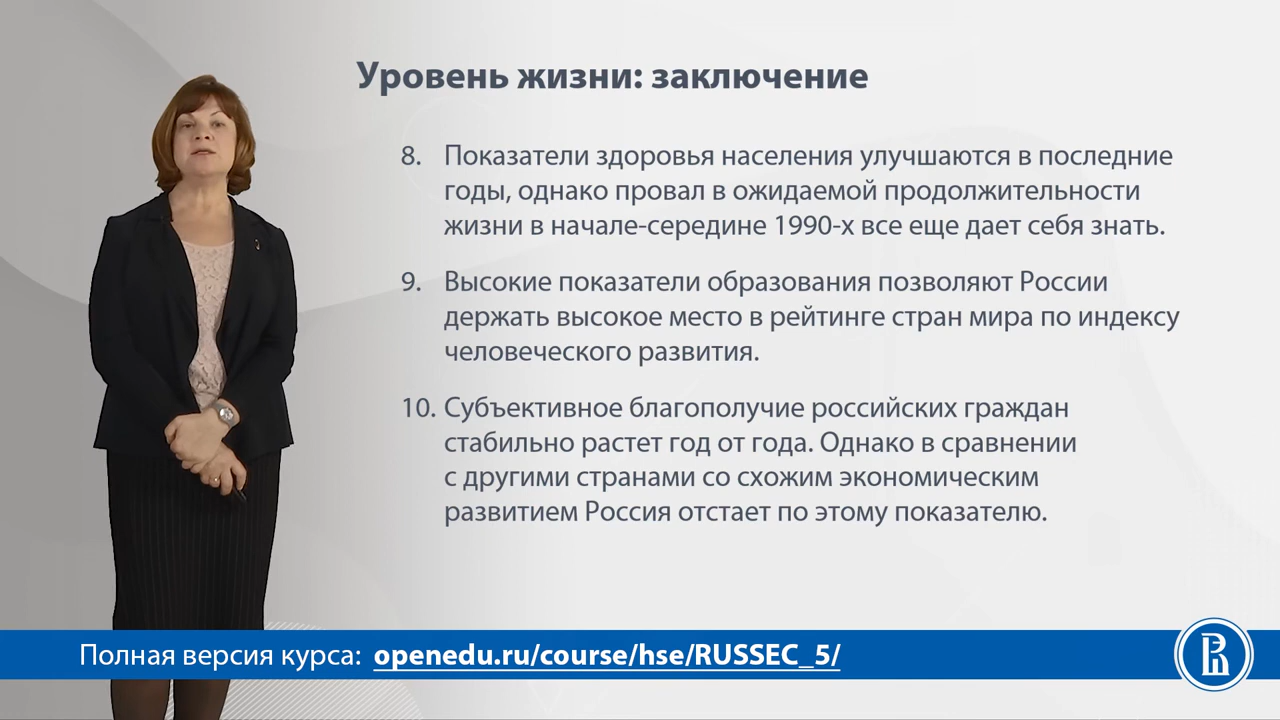 Уровень жизни: заключение
8. Показатели здоровья населения улучшаются в последние
годы, однако провал в ожидаемой продолжительности
жизни в начале-середине 1990-х все еще дает себя знать.
9. Высокие показатели образования позволяют России
держать высокое место в рейтинге стран мира по индексу
человеческого развития.
10. Субъективное благополучие российских граждан
стабильно растет год от года. Однако в сравнении
с другими странами со схожим экономическим
развитием Россия отстает по этому показателю.
Полная версия курса: openedu.ru/course/hse/RUSSEC_5/